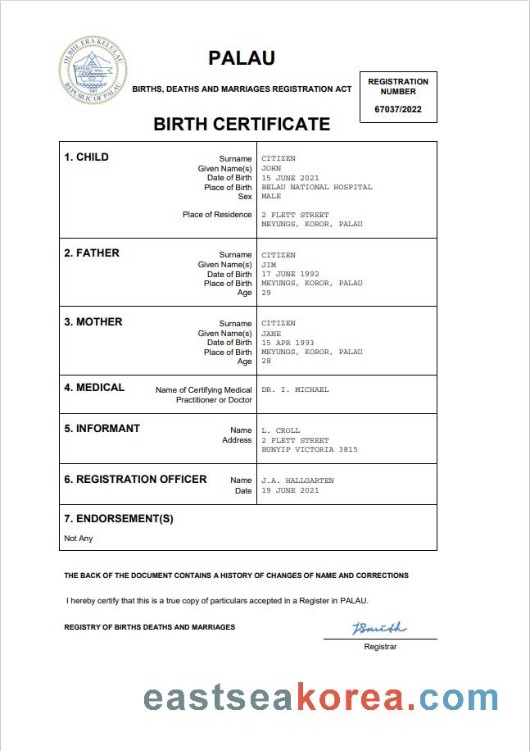 OLBIIL ERA KELULAU
REPUBLIC OF PALAU
PALAU
BIRTHS, DEATHS AND MARRIAGES REGISTRATION ACT
REGISTRATION
NUMBER
67037/2022
BIRTH CERTIFICATE
1. CHILD
Surname CITIZEN
Given Name(s) JOHN
Date of Birth 15 JUNE 2021
Place of Birth BELAU NATIONAL HOSPITAL
Sex MALE
Place of Residence 2 FLETT STREET
MEYUNGS, KOROR, PALAU
2. FATHER
Surname CITIZEN
Given Name(s) JIM
Date of Birth 17 JUNE 1992
Place of Birth MEYUNGS, KOROR, PALAU
Age 29
3. MOTHER
Surname CITIZEN
Given Name(s) JANE
Date of Birth 15 APR 1993
Place of Birth MEYUNGS, KOROR, PALAU
Age 28
4. MEDICAL
Name of Certifying Medical DR. I. MICHAEL
Practitioner or Doctor
5. INFORMANT
Name L. CROLL
Address 2 FLETT STREET
BUNYIP VICTORIA 3815
6. REGISTRATION OFFICER
Name J.A. HALLGARTEN
Date 19 JUNE 2021
7. ENDORSEMENT(S)
Not Any
THE BACK OF THE DOCUMENT CONTAINS A HISTORY OF CHANGES OF NAME AND CORRECTIONS
I hereby certify that this is a true copy of particulars accepted in a Register in PALAU.
REGISTRY OF BIRTHS DEATHS AND MARRIAGES
JSmith
Registrar
eastseakorea.com